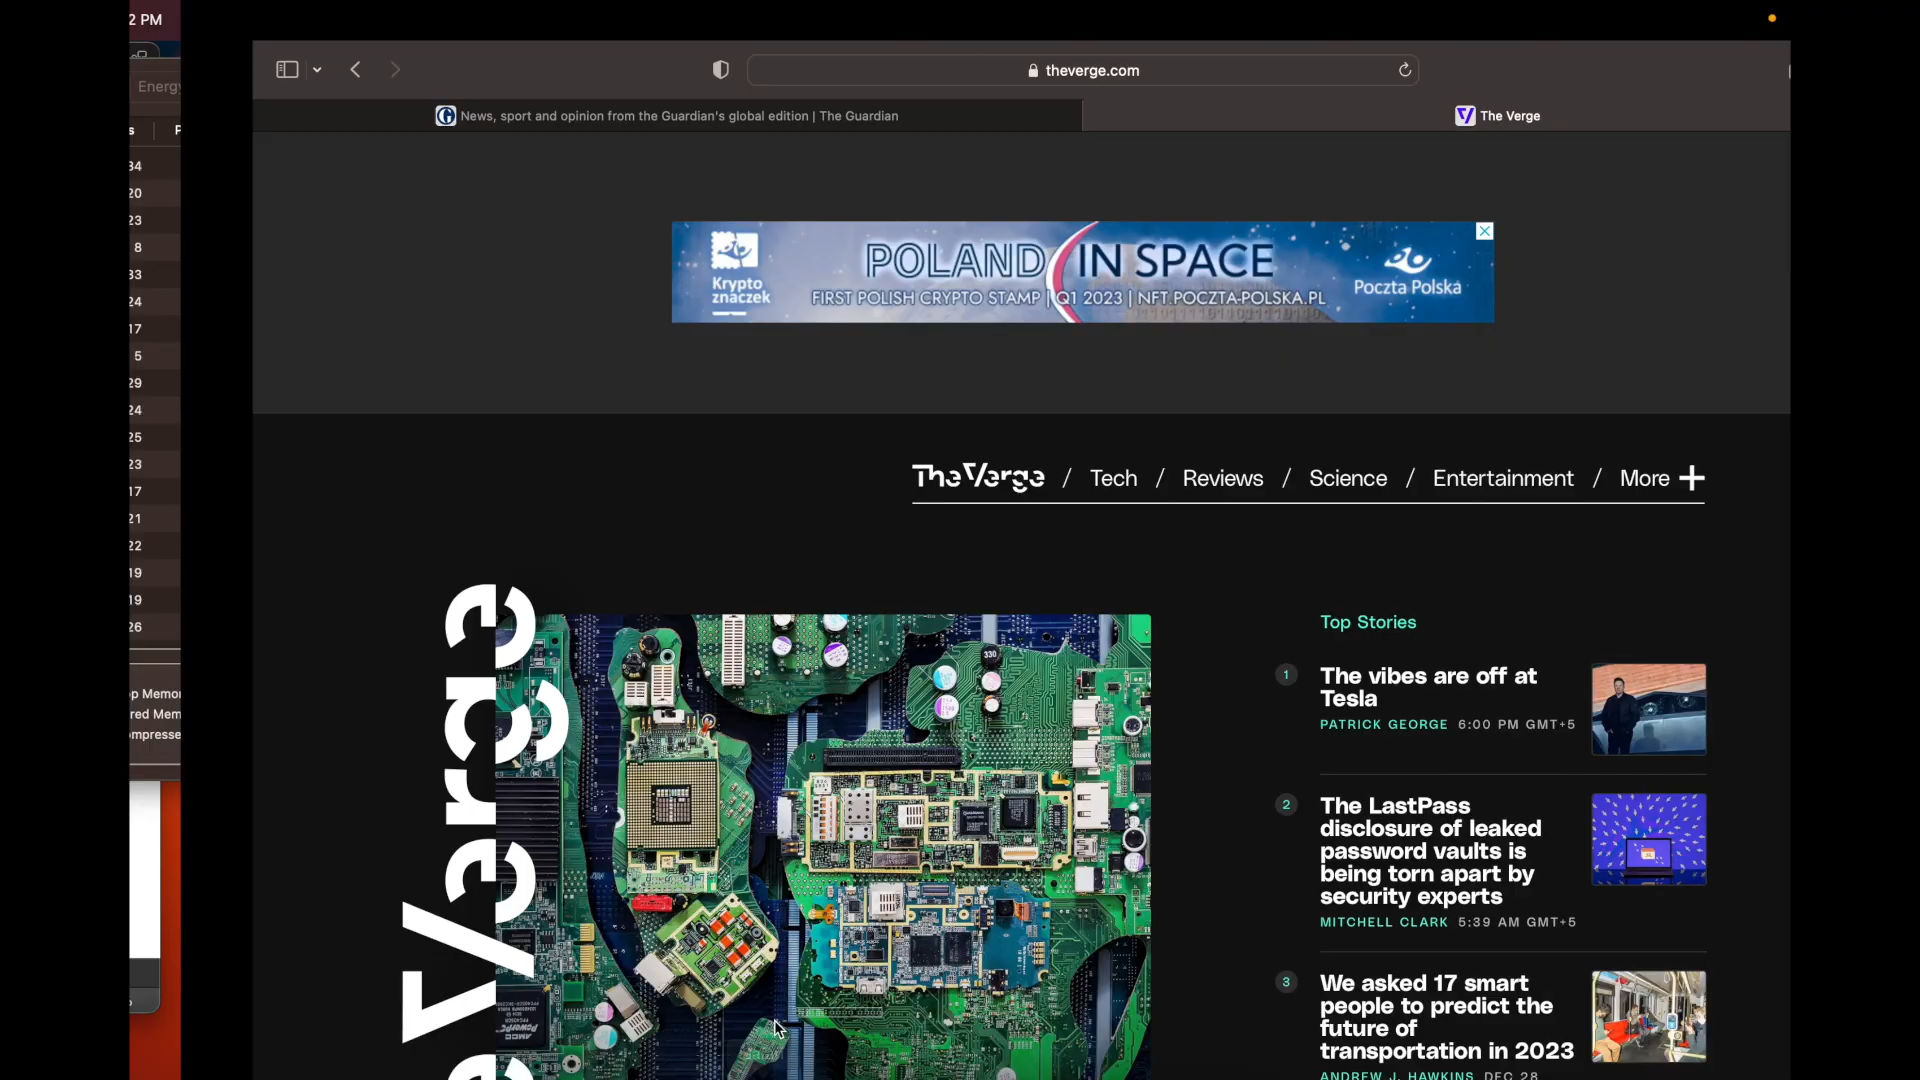 2 PM
Energy
s
P
34
20
23
8
33
24
17
5
29
24
25
23
17
21
22
19
19
26
p Memor
red Mem
ompresse
theverge.com
News, sport and opinion from the Guardian's global edition | The Guardian
The Verge
Krypto
znaczek
POLAND IN SPACE
FIRST POLISH CRYPTO STAMP | Q1 2023 | NFT.POCZTA-POLSKA.PL
Poczta Polska
The Verge / Tech / Reviews / Science / Entertainment / More
e Verge
330
Top Stories
1
The vibes are off at
Tesla
PATRICK GEORGE 6:00 PM GMT+5
2
The LastPass
disclosure of leaked
password vaults is
being torn apart by
security experts
MITCHELL CLARK 5:39 AM GMT+5
3
We asked 17 smart
people to predict the
future of
transportation in 2023
ANDREW J. HAWKINS DEC 28